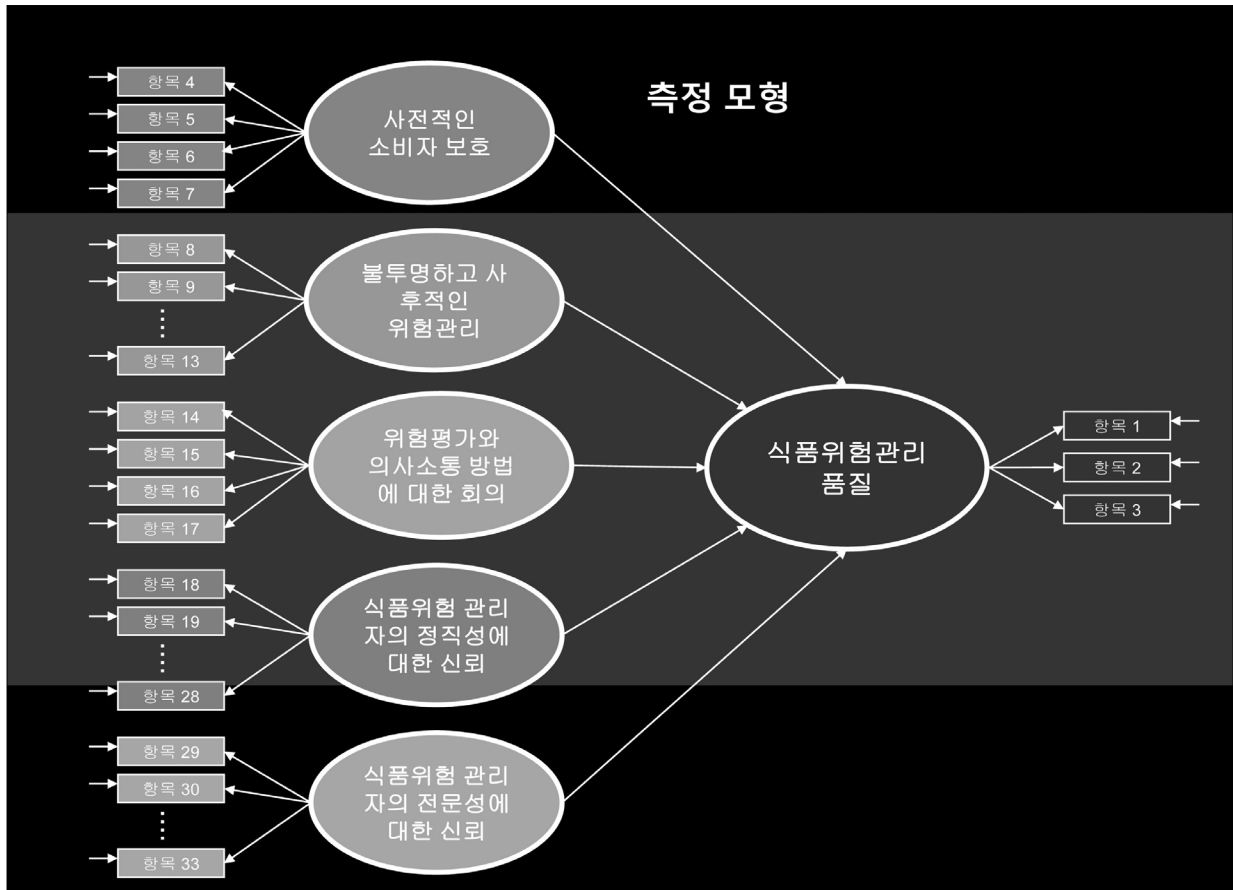 측정 모형
항목 4
항목 5
항목 6
항목 7
사전적인
소비자 보호
항목 8
항목 9
항목 13
불투명하고 사
후적인
위험관리
항목 14
항목 15
항목 16
항목 17
위험평가와
의사소통 방법
에 대한 회의
항목 18
항목 19
항목 28
식품위험 관리
자의 정직성에
대한 신뢰
항목 29
항목 30
항목 33
식품위험 관리
자의 전문성에
대한 신뢰
식품위험관리
품질
항목 1
항목 2
항목 3